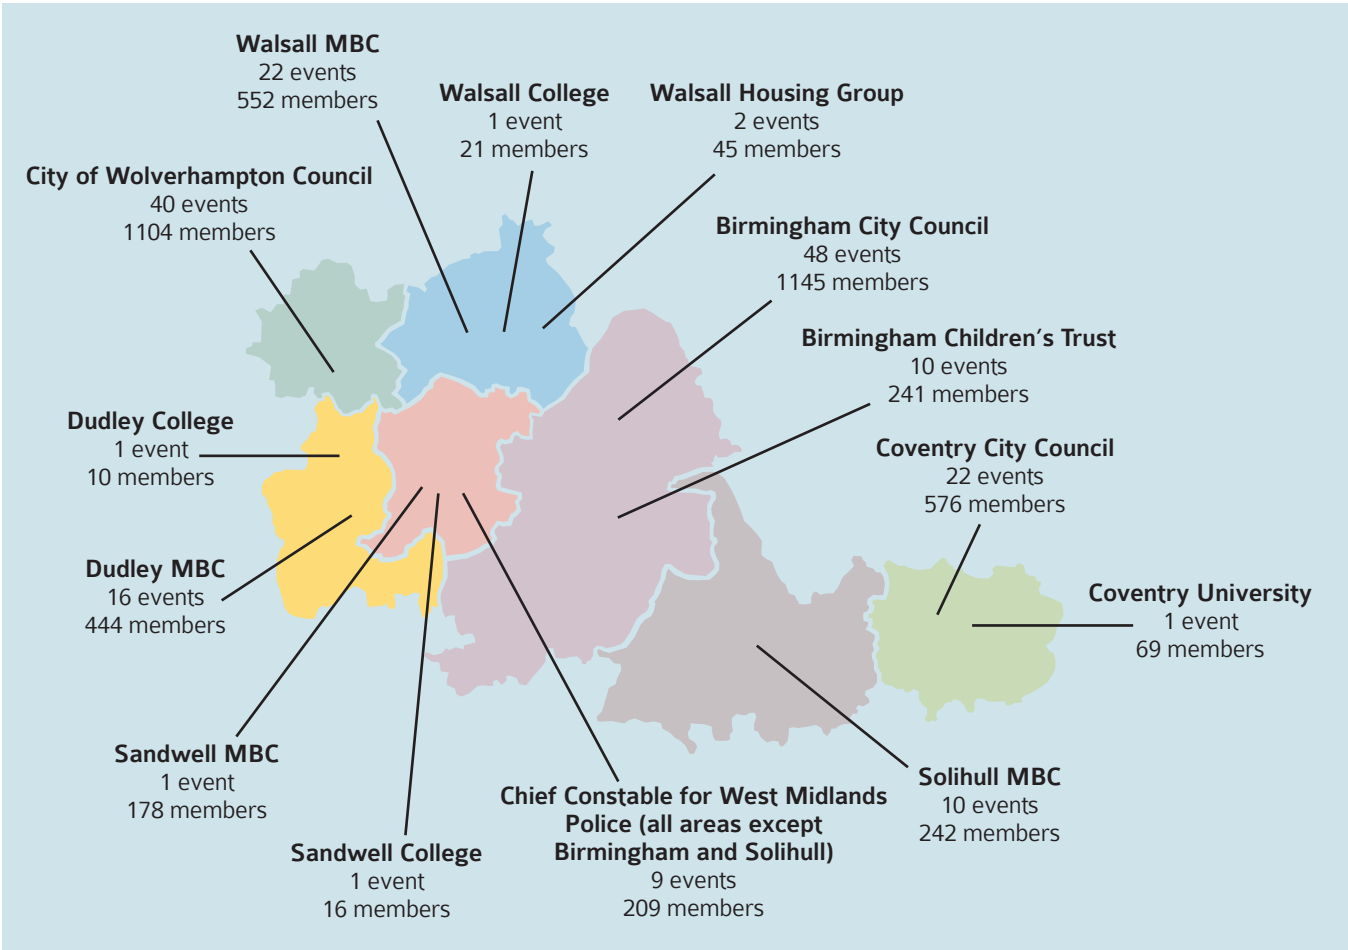 Walsall MBC
22 events
552 members
Walsall College
1 event
21 members
Walsall Housing Group
2 events
45 members
City of Wolverhampton Council
40 events
1104 members
Birmingham City Council
48 events
1145 members
Birmingham Children's Trust
10 events
241 members
Dudley College
1 event
10 members
Coventry City Council
22 events
576 members
Dudley MBC
16 events
444 members
Coventry University
1 event
69 members
Sandwell MBC
1 event
178 members
Sandwell College
1 event
16 members
Chief Constable for West Midlands
Police (all areas except
Birmingham and Solihull)
9 events
209 members
Solihull MBC
10 events
242 members